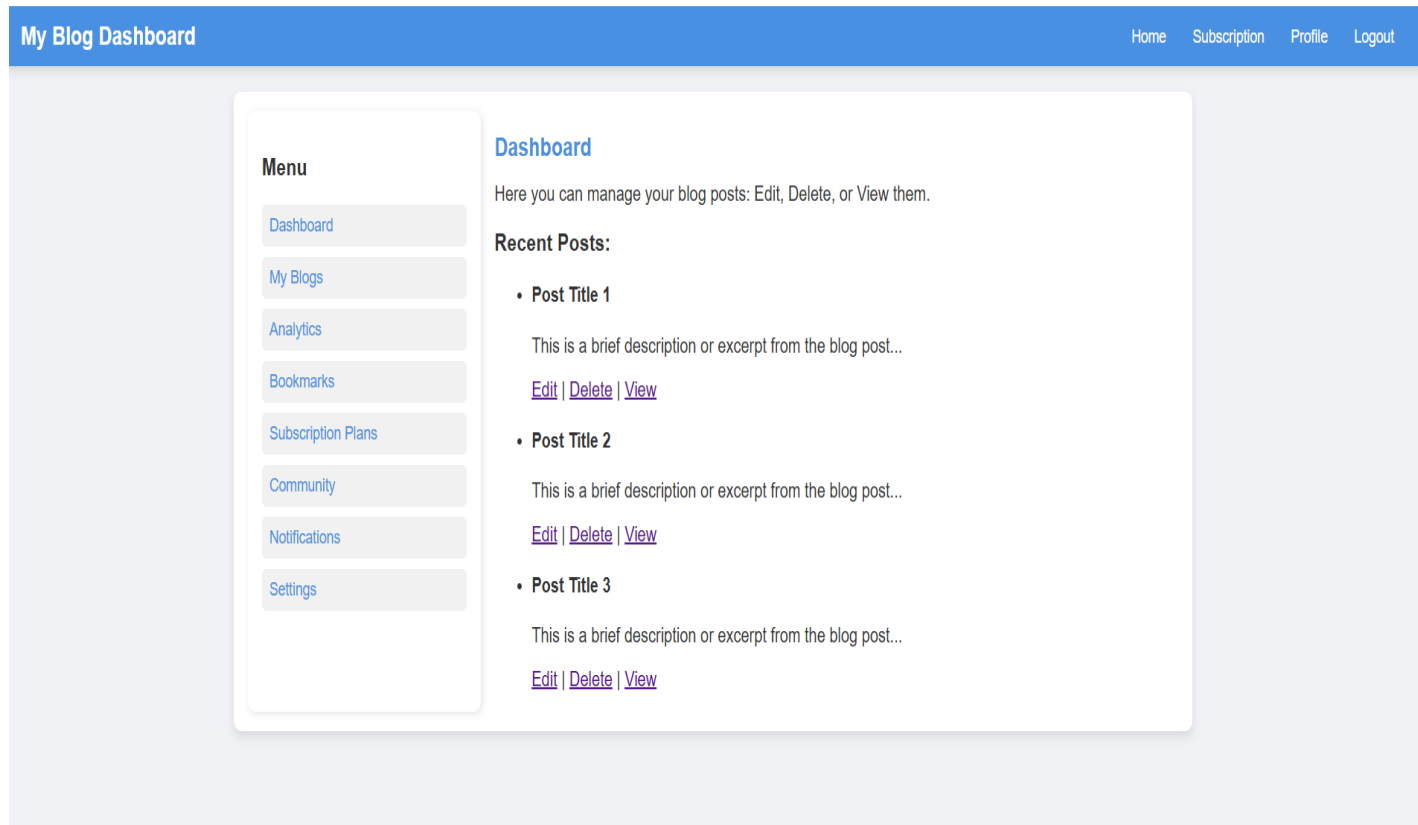 My Blog Dashboard
Home Subscription Profile Logout
Menu
Dashboard
My Blogs
Analytics
Bookmarks
Subscription Plans
Community
Notifications
Settings
Dashboard
Here you can manage your blog posts: Edit, Delete, or View them.
Recent Posts:
• Post Title 1
This is a brief description or excerpt from the blog post...
Edit | Delete | View
• Post Title 2
This is a brief description or excerpt from the blog post...
Edit | Delete | View
• Post Title 3
This is a brief description or excerpt from the blog post...
Edit | Delete | View